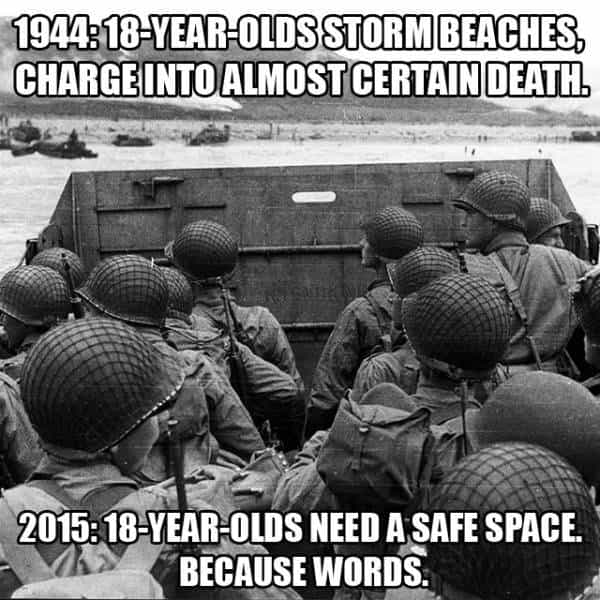 1944: 18-YEAR-OLDS STORM BEACHES,
CHARGE INTO ALMOST CERTAIN DEATH.
2015: 18-YEAR-OLDS NEED A SAFE SPACE.
BECAUSE WORDS.